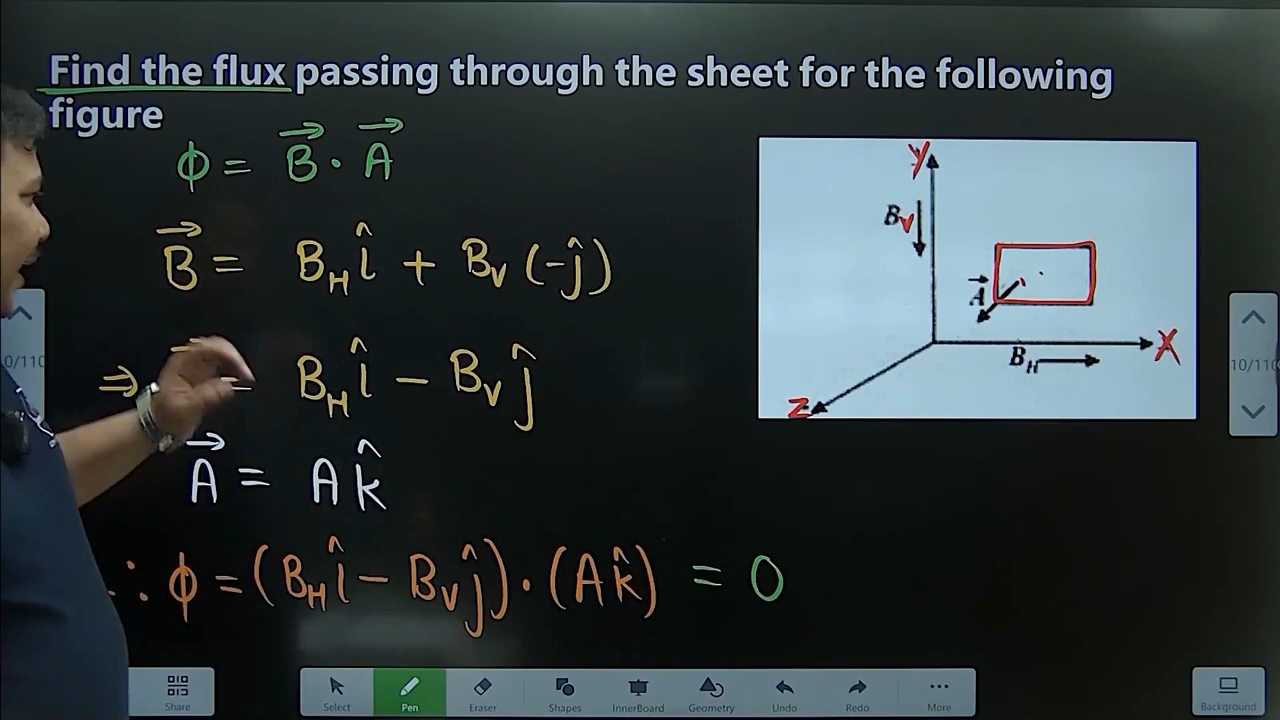 Find the flux passing through the sheet for the following
figure
ϕ = B⃗ · A⃗
B⃗ = B_H î + B_V (-ĵ)
⇒ = B_H î − B_V ĵ
A⃗ = A k̂
∴ ϕ = (B_H î − B_V ĵ) · (A k̂) = 0
Y
B_V
A⃗
X
B_H
Z
0/110
10/110
Share
Select
Pen
Eraser
Shapes
InnerBoard
Geometry
Undo
Redo
More
Background